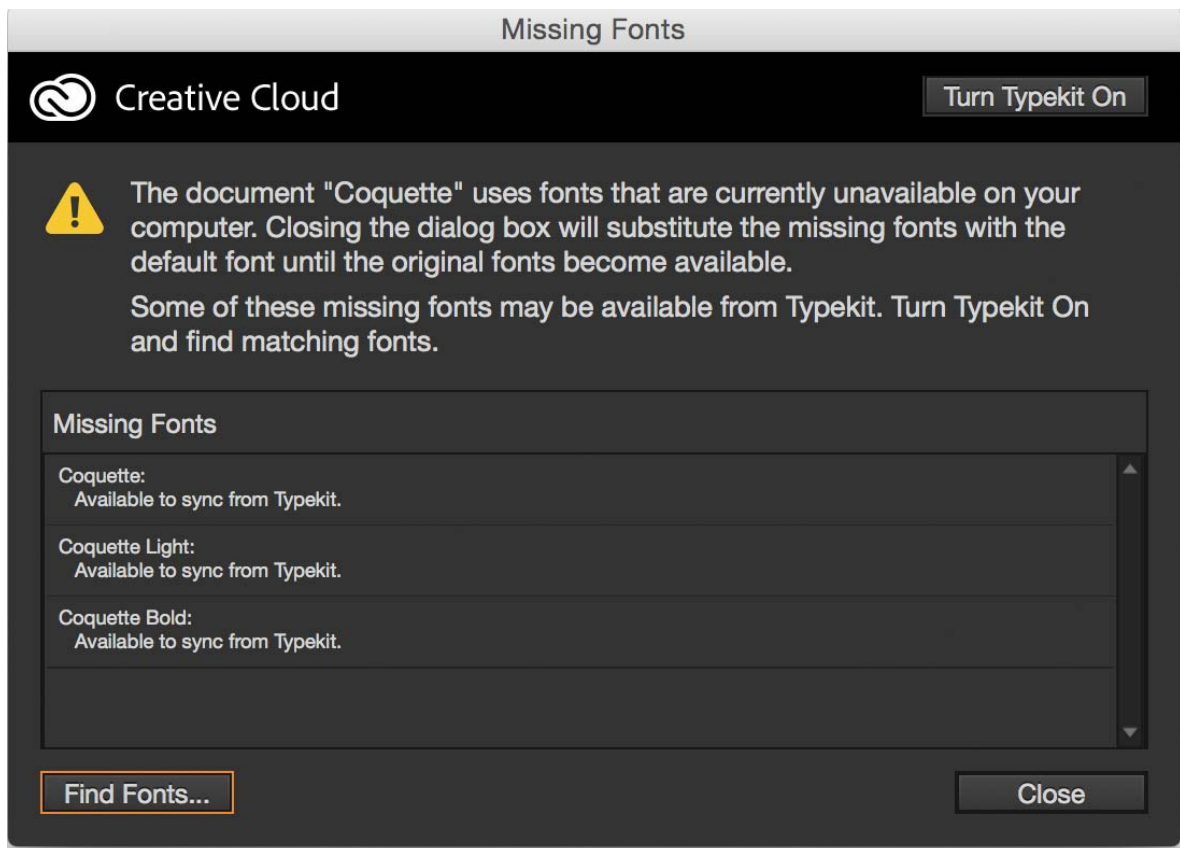 Missing Fonts
Creative Cloud
Turn Typekit On
The document "Coquette" uses fonts that are currently unavailable on your
computer. Closing the dialog box will substitute the missing fonts with the
default font until the original fonts become available.
Some of these missing fonts may be available from Typekit. Turn Typekit On
and find matching fonts.
Missing Fonts
Coquette:
Available to sync from Typekit.
Coquette Light:
Available to sync from Typekit.
Coquette Bold:
Available to sync from Typekit.
Find Fonts...
Close